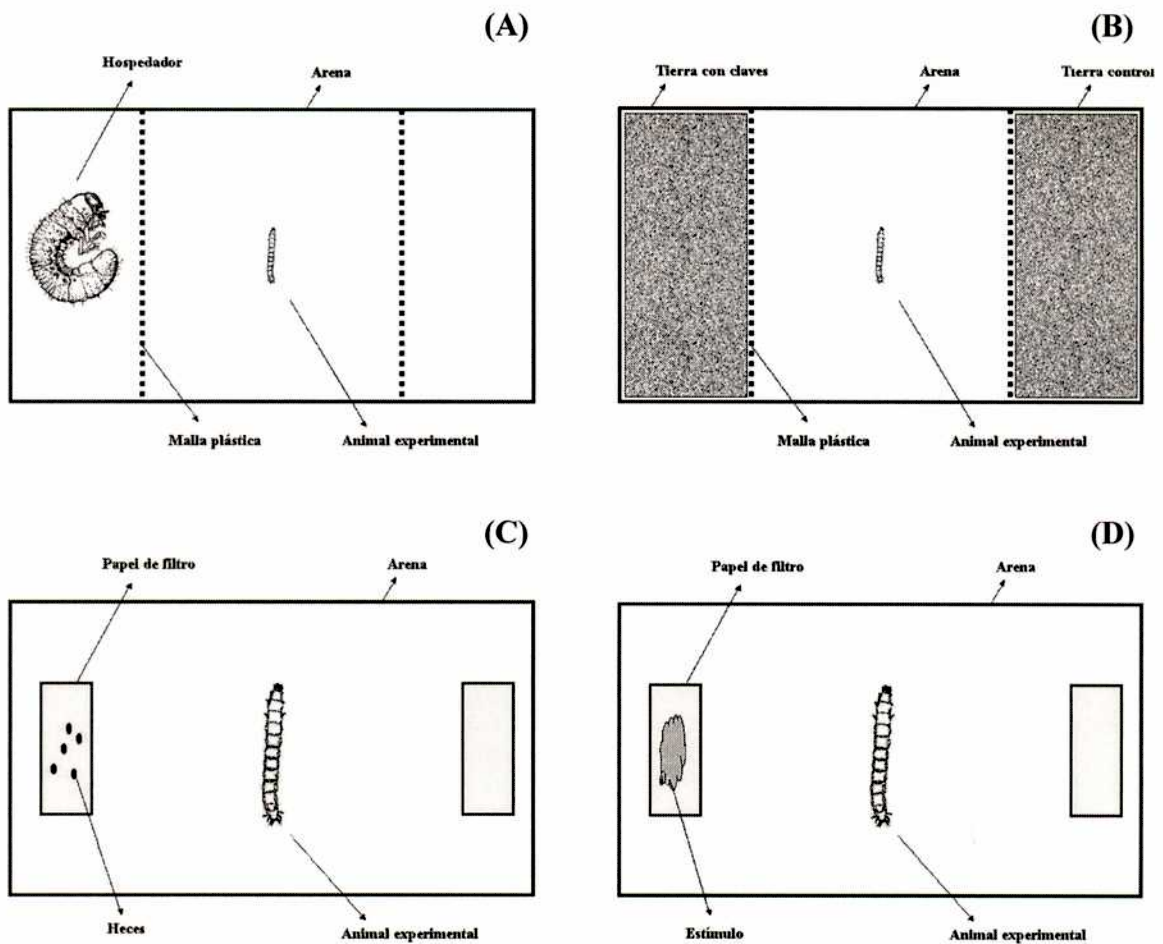 (A)
Hospedador
Arena
Malla plástica
Animal experimental
(B)
Tierra con claves
Arena
Tierra control
Malla plástica
Animal experimental
(C)
Papel de filtro
Arena
Heces
Animal experimental
(D)
Papel de filtro
Arena
Estímulo
Animal experimental